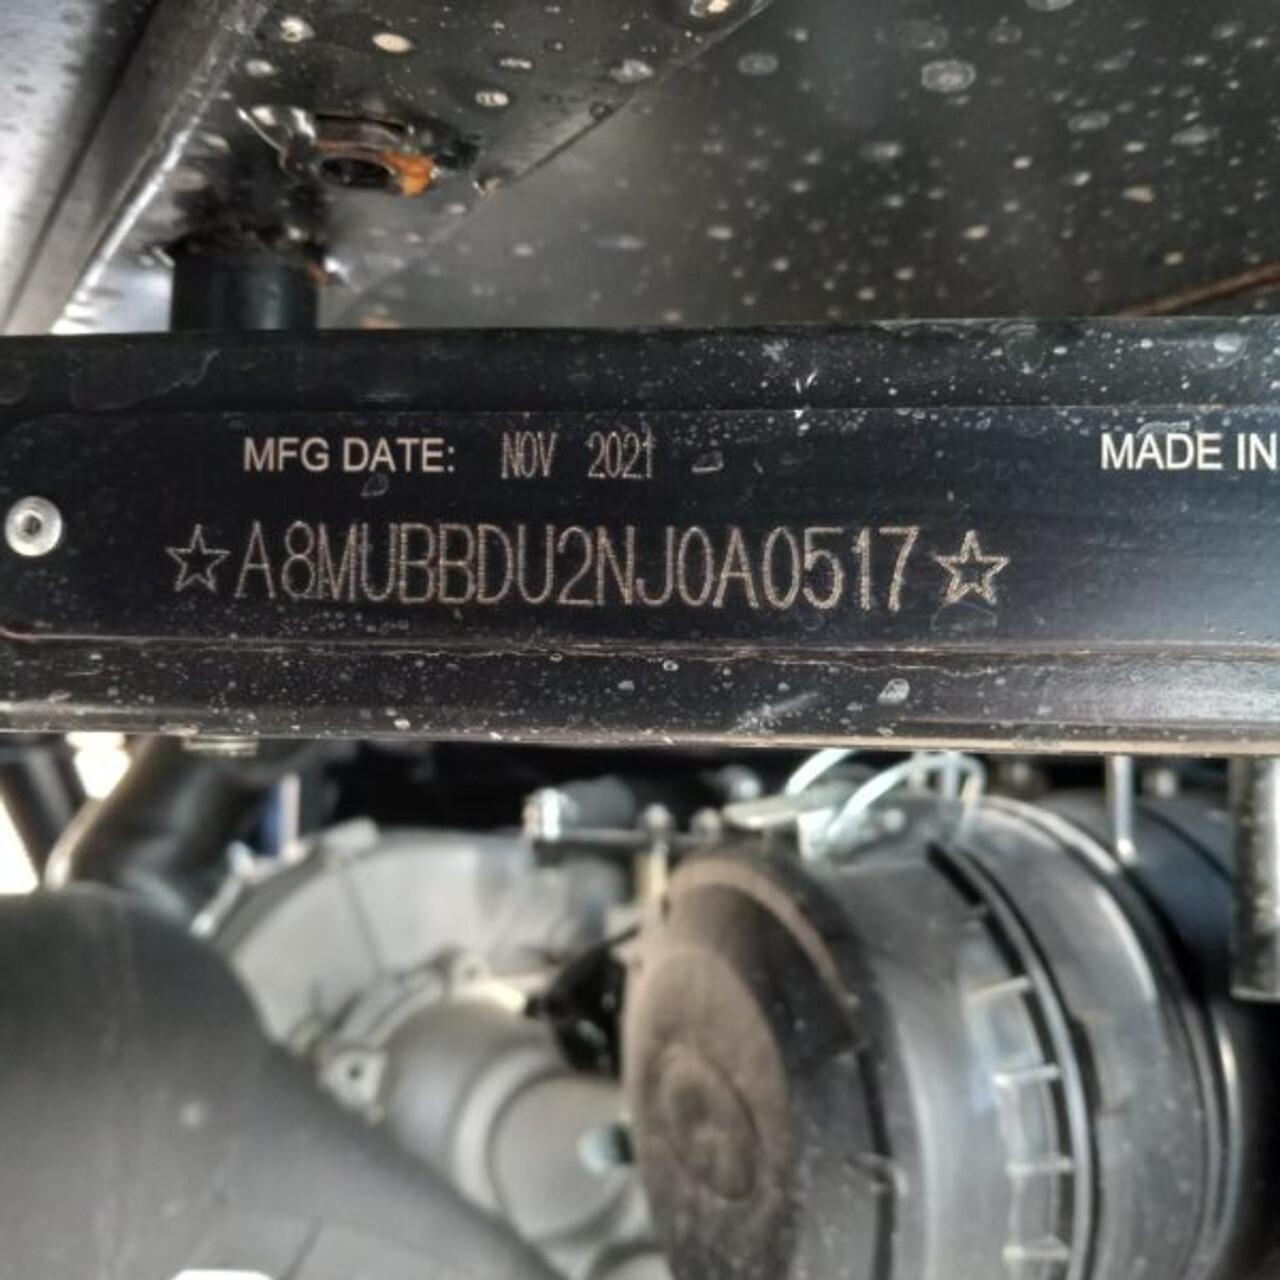 MFG DATE: NOV 2021 MADE IN
☆A8MUBBDU2NJ0A0517☆